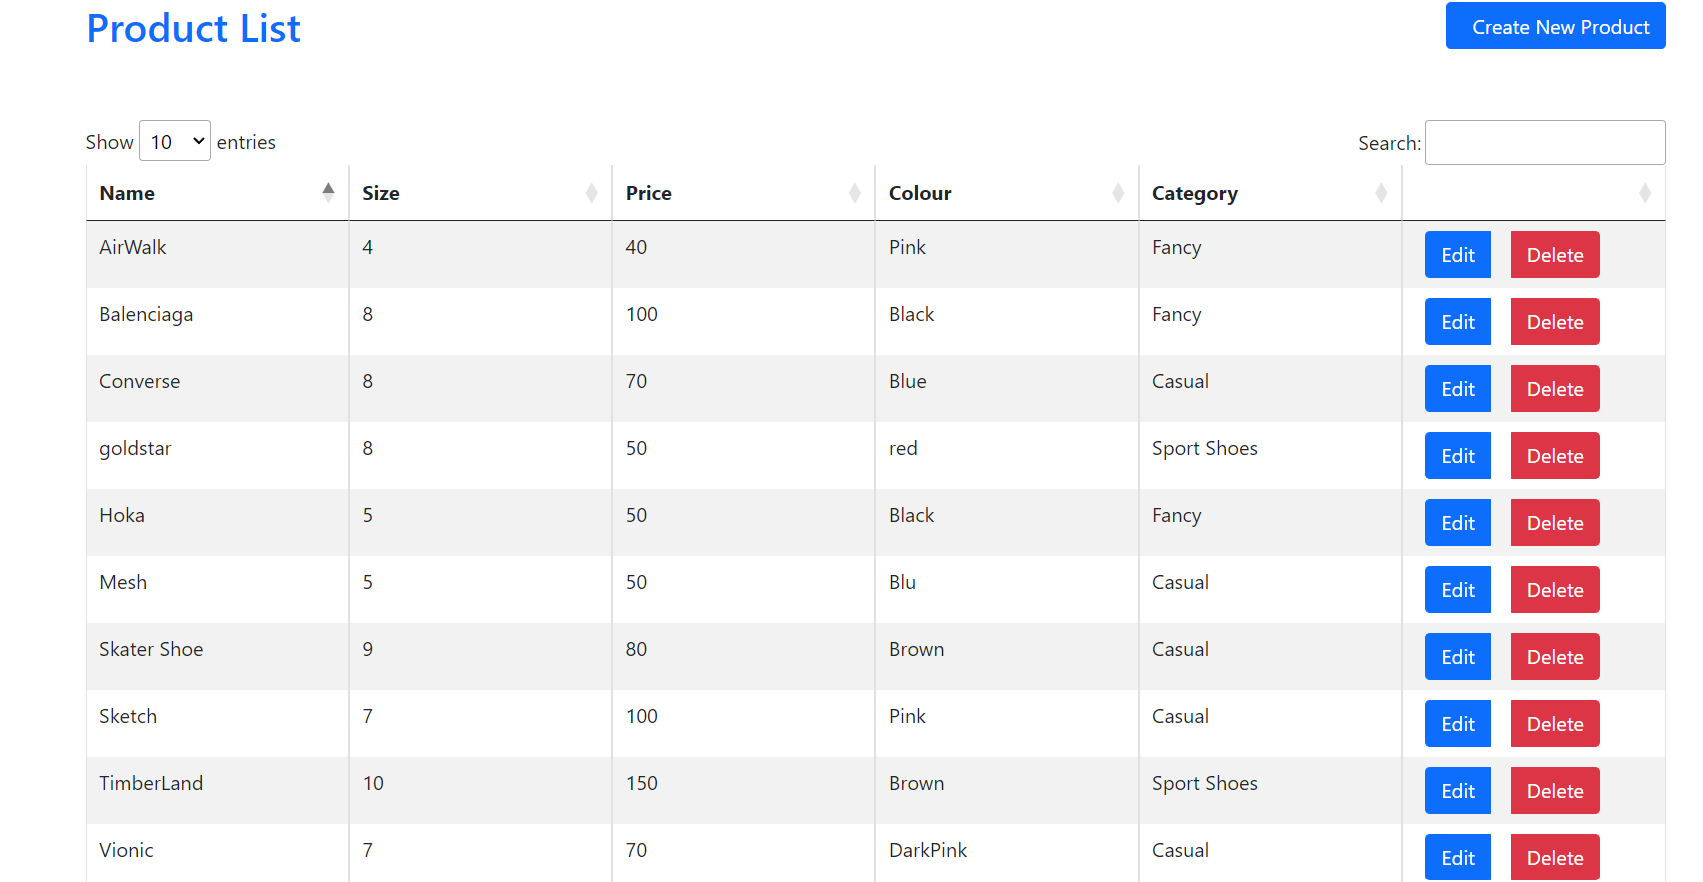 Product List Create New Product
Show 10 entries Search:
Name Size Price Colour Category
AirWalk 4 40 Pink Fancy Edit Delete
Balenciaga 8 100 Black Fancy Edit Delete
Converse 8 70 Blue Casual Edit Delete
goldstar 8 50 red Sport Shoes Edit Delete
Hoka 5 50 Black Fancy Edit Delete
Mesh 5 50 Blu Casual Edit Delete
Skater Shoe 9 80 Brown Casual Edit Delete
Sketch 7 100 Pink Casual Edit Delete
TimberLand 10 150 Brown Sport Shoes Edit Delete
Vionic 7 70 DarkPink Casual Edit Delete